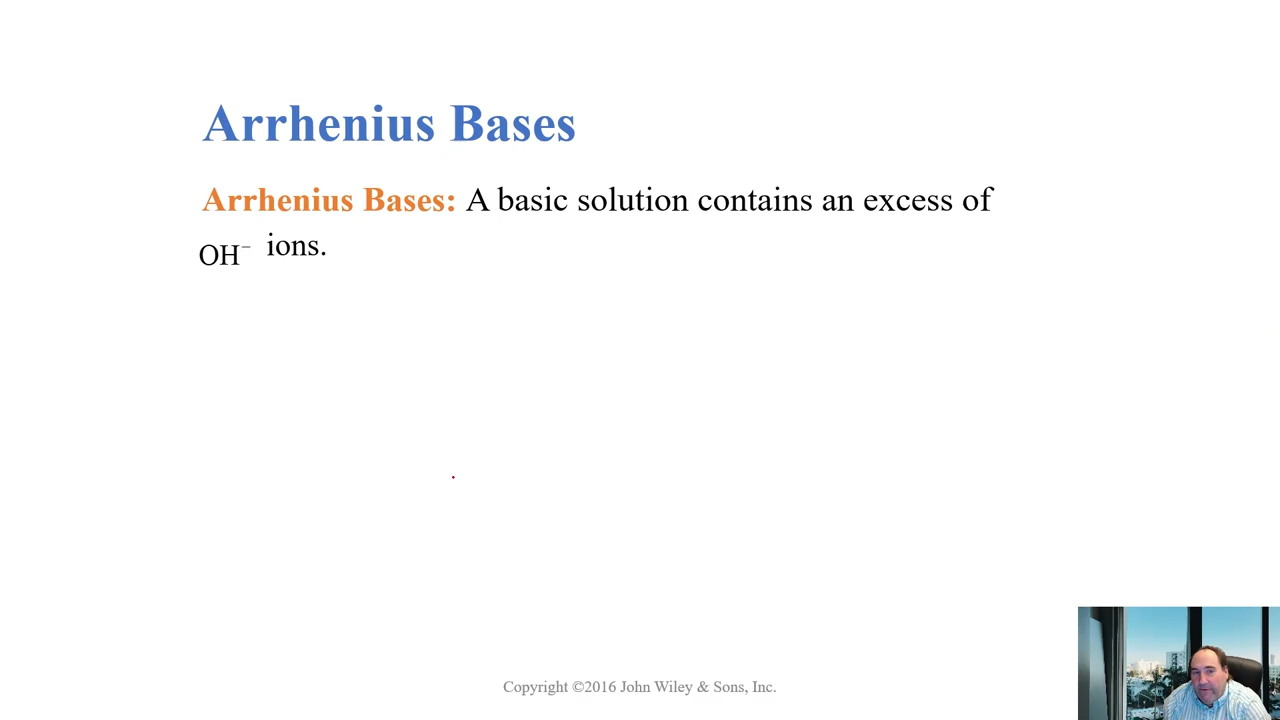 Arrhenius Bases
Arrhenius Bases: A basic solution contains an excess of
OH⁻ ions.
Copyright ©2016 John Wiley & Sons, Inc.